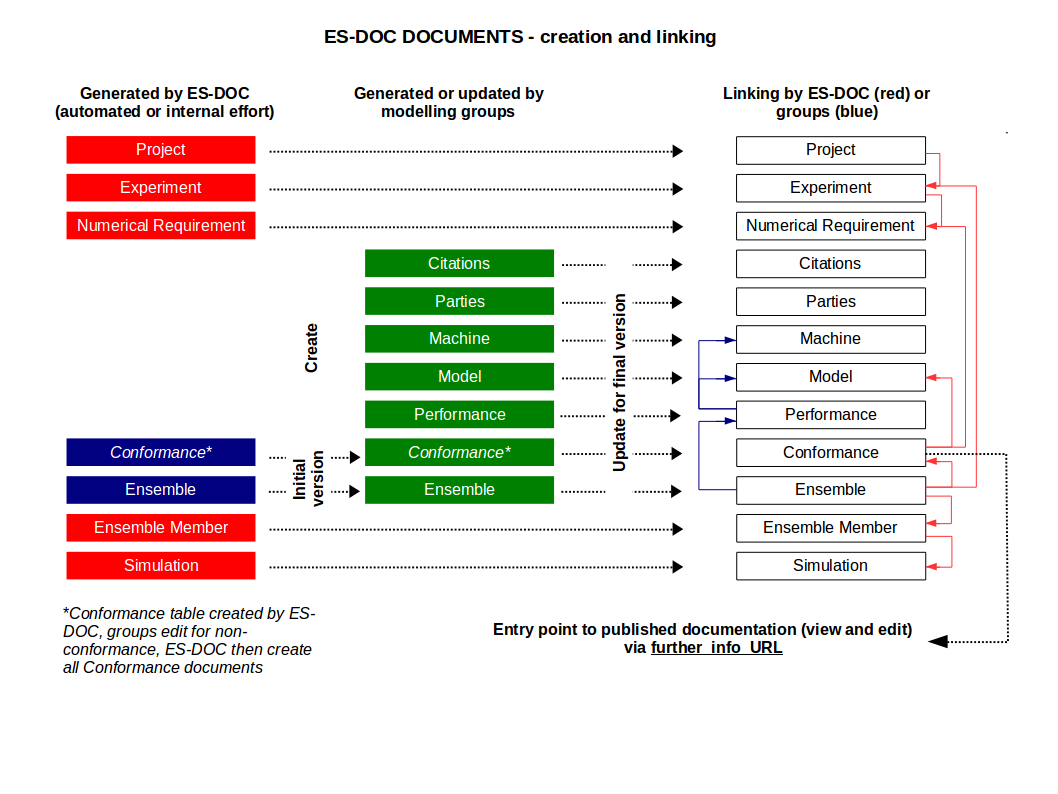 ES-DOC DOCUMENTS - creation and linking
Generated by ES-DOC
(automated or internal effort)
Generated or updated by
modelling groups
Linking by ES-DOC (red) or
groups (blue)
Project
Experiment
Numerical Requirement
Conformance*
Ensemble
Ensemble Member
Simulation
Create
Initial
version
Citations
Parties
Machine
Model
Performance
Conformance*
Ensemble
Update for final version
Project
Experiment
Numerical Requirement
Citations
Parties
Machine
Model
Performance
Conformance
Ensemble
Ensemble Member
Simulation
*Conformance table created by ES-
DOC, groups edit for non-
conformance, ES-DOC then create
all Conformance documents
Entry point to published documentation (view and edit)
via further_info_URL